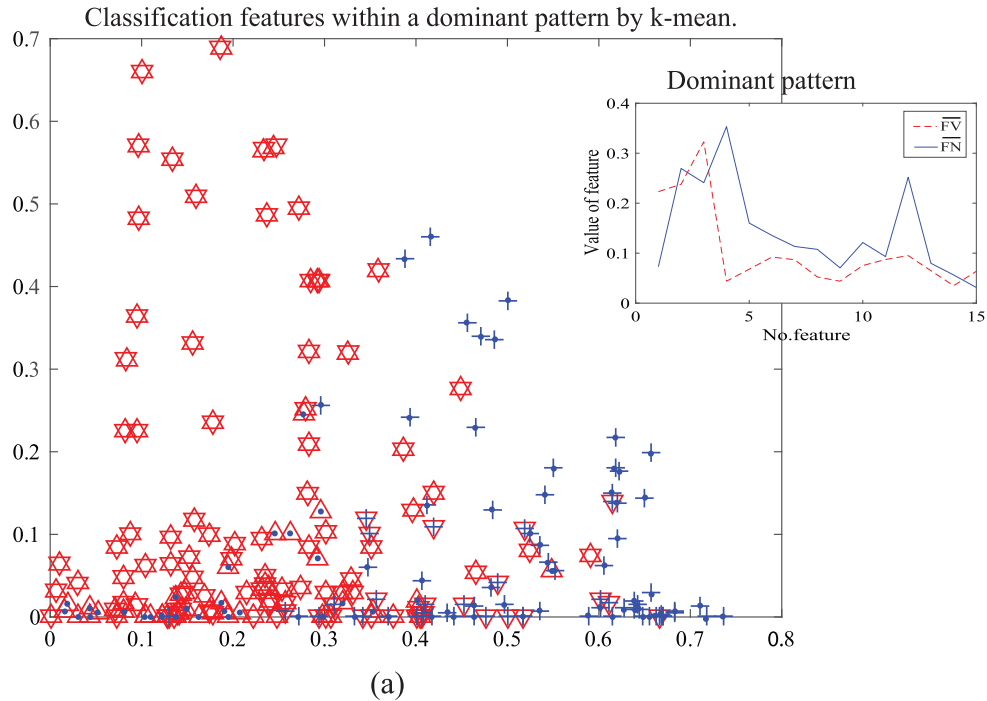 Classification features within a dominant pattern by k-mean.
0.7
0.6
0.5
0.4
0.3
0.2
0.1
0
0 0.1 0.2 0.3 0.4 0.5 0.6 0.7 0.8
Dominant pattern
Value of feature
0.4
0.3
0.2
0.1
0
0 5 10 15
No.feature
FV
FN
(a)